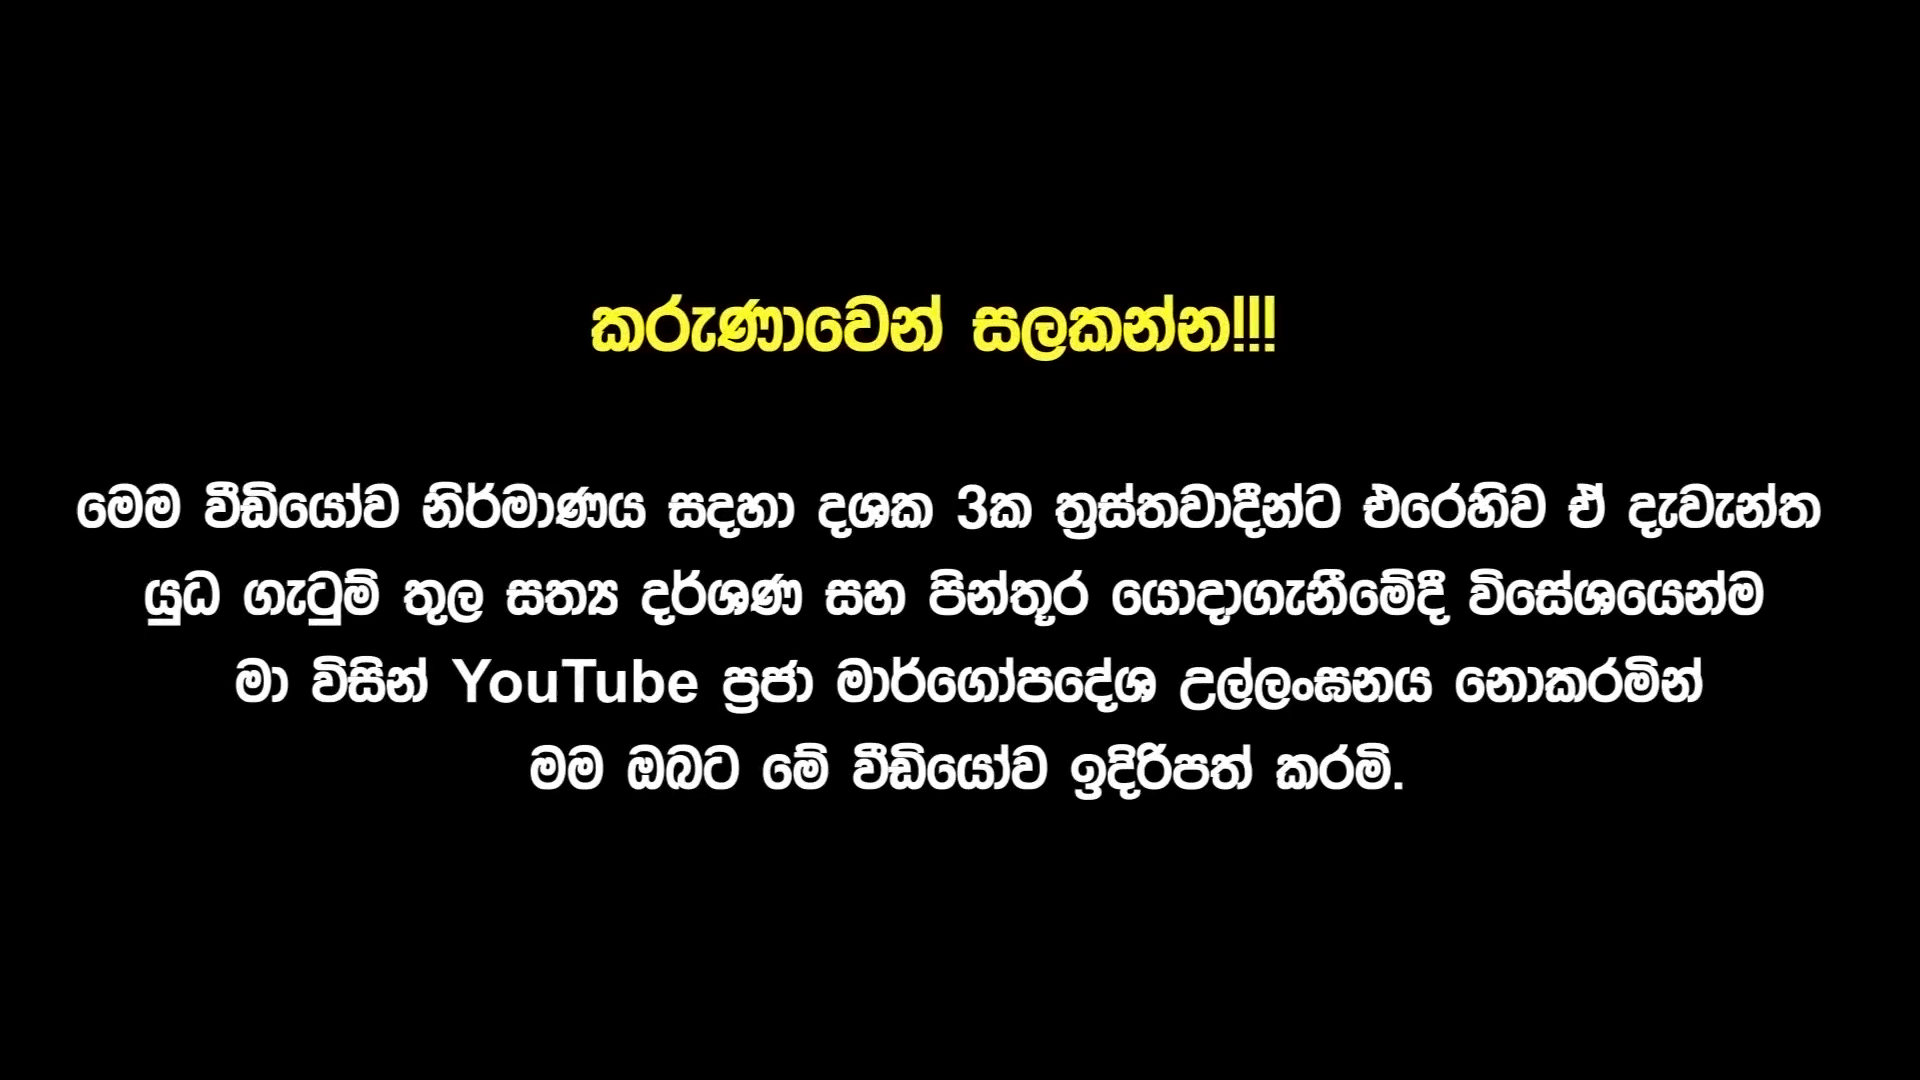 කරුණාවෙන් සලකන්න!!!
මෙම වීඩියෝව නිර්මාණය සදහා දශක 3ක ත්‍රස්තවාදීන්ට එරෙහිව ඒ දැවැන්ත
යුධ ගැටුම් තුල සත්‍ය දර්ශණ සහ පින්තූර යොදාගැනීමේදී විසේශයෙන්ම
මා විසින් YouTube ප්‍රජා මාර්ගෝපදේශ උල්ලංඝනය නොකරමින්
මම ඔබට මේ වීඩියෝව ඉදිරිපත් කරමි.